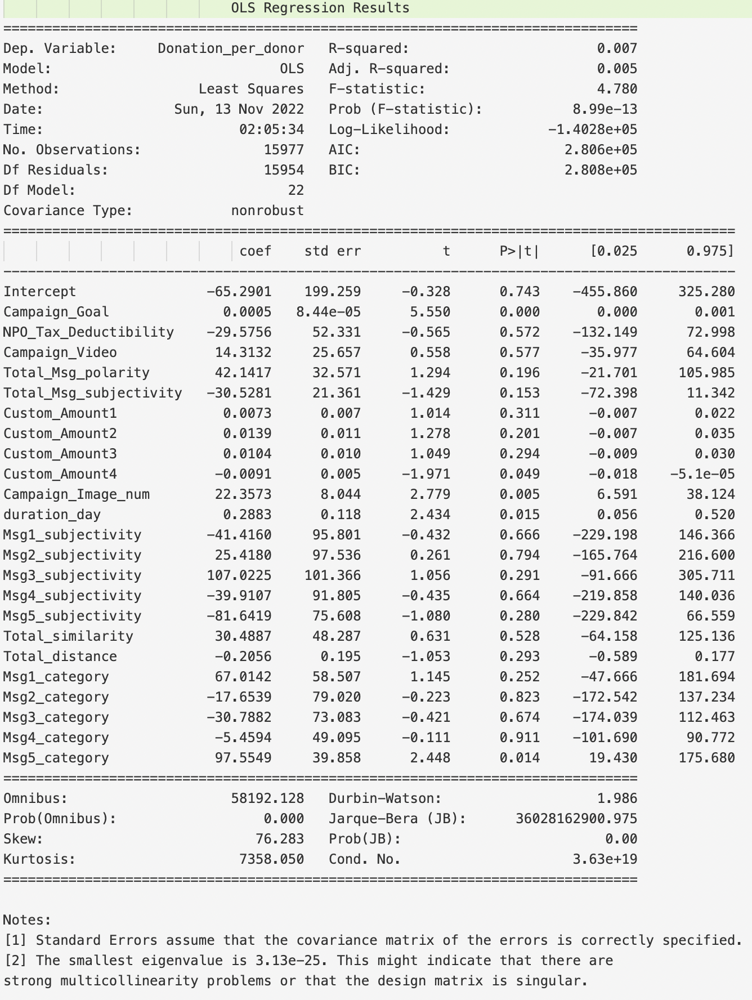 OLS Regression Results
==============================================================================
Dep. Variable:     Donation_per_donor   R-squared:                       0.007
Model:                            OLS   Adj. R-squared:                  0.005
Method:                 Least Squares   F-statistic:                     4.780
Date:                Sun, 13 Nov 2022   Prob (F-statistic):           8.99e-13
Time:                        02:05:34   Log-Likelihood:            -1.4028e+05
No. Observations:               15977   AIC:                         2.806e+05
Df Residuals:                   15954   BIC:                         2.808e+05
Df Model:                          22
Covariance Type:            nonrobust
==========================================================================================
coef    std err          t      P>|t|      [0.025      0.975]
------------------------------------------------------------------------------------------
Intercept                -65.2901    199.259     -0.328      0.743    -455.860     325.280
Campaign_Goal              0.0005   8.44e-05      5.550      0.000       0.000       0.001
NPO_Tax_Deductibility    -29.5756     52.331     -0.565      0.572    -132.149      72.998
Campaign_Video            14.3132     25.657      0.558      0.577     -35.977      64.604
Total_Msg_polarity        42.1417     32.571      1.294      0.196     -21.701     105.985
Total_Msg_subjectivity   -30.5281     21.361     -1.429      0.153     -72.398      11.342
Custom_Amount1             0.0073      0.007      1.014      0.311      -0.007       0.022
Custom_Amount2             0.0139      0.011      1.278      0.201      -0.007       0.035
Custom_Amount3             0.0104      0.010      1.049      0.294      -0.009       0.030
Custom_Amount4            -0.0091      0.005     -1.971      0.049      -0.018    -5.1e-05
Campaign_Image_num        22.3573      8.044      2.779      0.005       6.591      38.124
duration_day               0.2883      0.118      2.434      0.015       0.056       0.520
Msg1_subjectivity        -41.4160     95.801     -0.432      0.666    -229.198     146.366
Msg2_subjectivity         25.4180     97.536      0.261      0.794    -165.764     216.600
Msg3_subjectivity        107.0225    101.366      1.056      0.291     -91.666     305.711
Msg4_subjectivity        -39.9107     91.805     -0.435      0.664    -219.858     140.036
Msg5_subjectivity        -81.6419     75.608     -1.080      0.280    -229.842      66.559
Total_similarity          30.4887     48.287      0.631      0.528     -64.158     125.136
Total_distance            -0.2056      0.195     -1.053      0.293      -0.589       0.177
Msg1_category             67.0142     58.507      1.145      0.252     -47.666     181.694
Msg2_category            -17.6539     79.020     -0.223      0.823    -172.542     137.234
Msg3_category            -30.7882     73.083     -0.421      0.674    -174.039     112.463
Msg4_category             -5.4594     49.095     -0.111      0.911    -101.690      90.772
Msg5_category             97.5549     39.858      2.448      0.014      19.430     175.680
==============================================================================
Omnibus:                    58192.128   Durbin-Watson:                   1.986
Prob(Omnibus):                  0.000   Jarque-Bera (JB):      36028162900.975
Skew:                          76.283   Prob(JB):                         0.00
Kurtosis:                    7358.050   Cond. No.                     3.63e+19
==============================================================================
Notes:
[1] Standard Errors assume that the covariance matrix of the errors is correctly specified.
[2] The smallest eigenvalue is 3.13e-25. This might indicate that there are
strong multicollinearity problems or that the design matrix is singular.